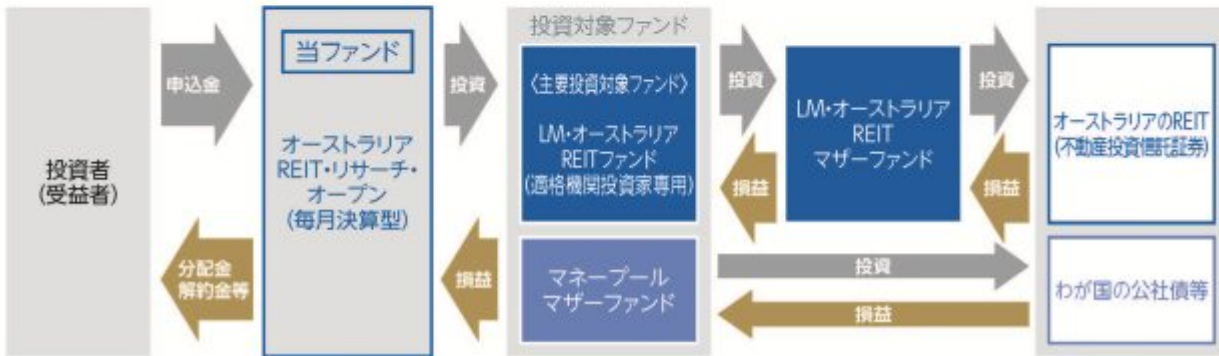 投資者
(受益者)
申込金
分配金
解約金等
当ファンド
オーストラリア
REIT・リサーチ・
オープン
(毎月決算型)
投資
損益
投資対象ファンド
〈主要投資対象ファンド〉
LM・オーストラリア
REITファンド
(適格機関投資家専用)
マネープール
マザーファンド
投資
損益
LM・オーストラリア
REIT
マザーファンド
投資
損益
投資
損益
オーストラリアのREIT
(不動産投資信託証券)
わが国の公社債等